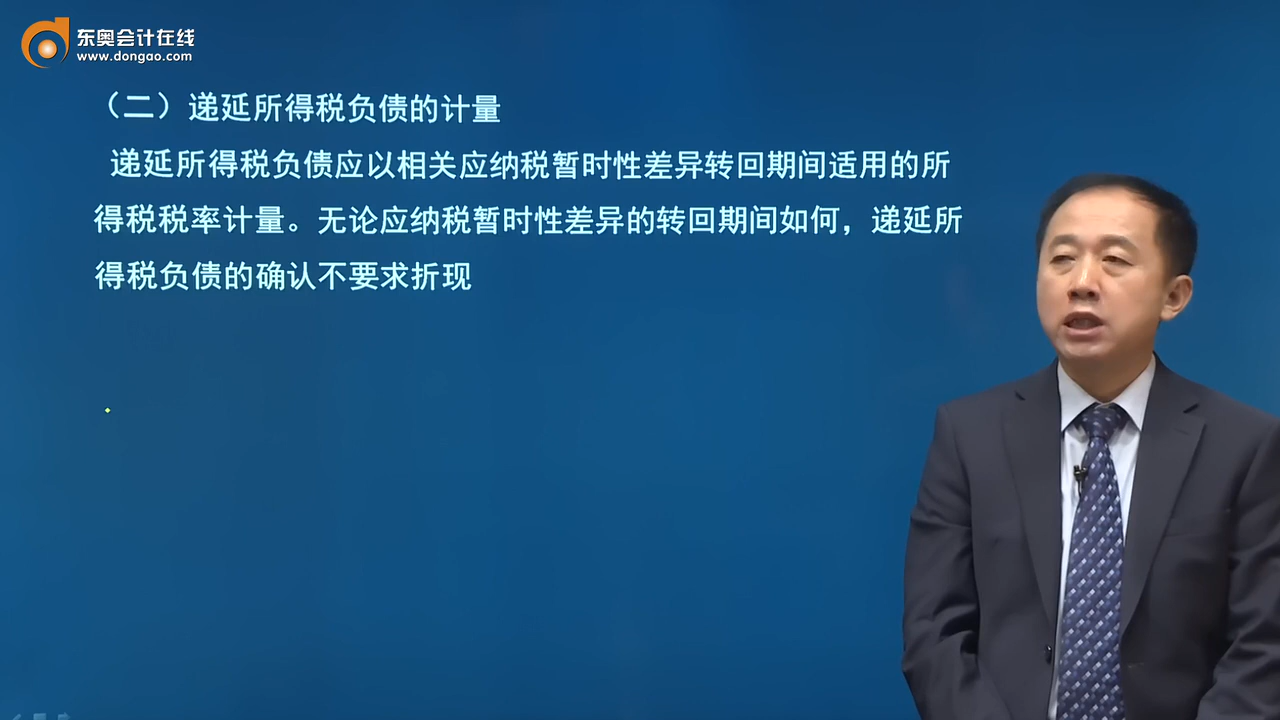 东奥会计在线
www.dongao.com
（二）递延所得税负债的计量
递延所得税负债应以相关应纳税暂时性差异转回期间适用的所
得税税率计量。无论应纳税暂时性差异的转回期间如何，递延所
得税负债的确认不要求折现